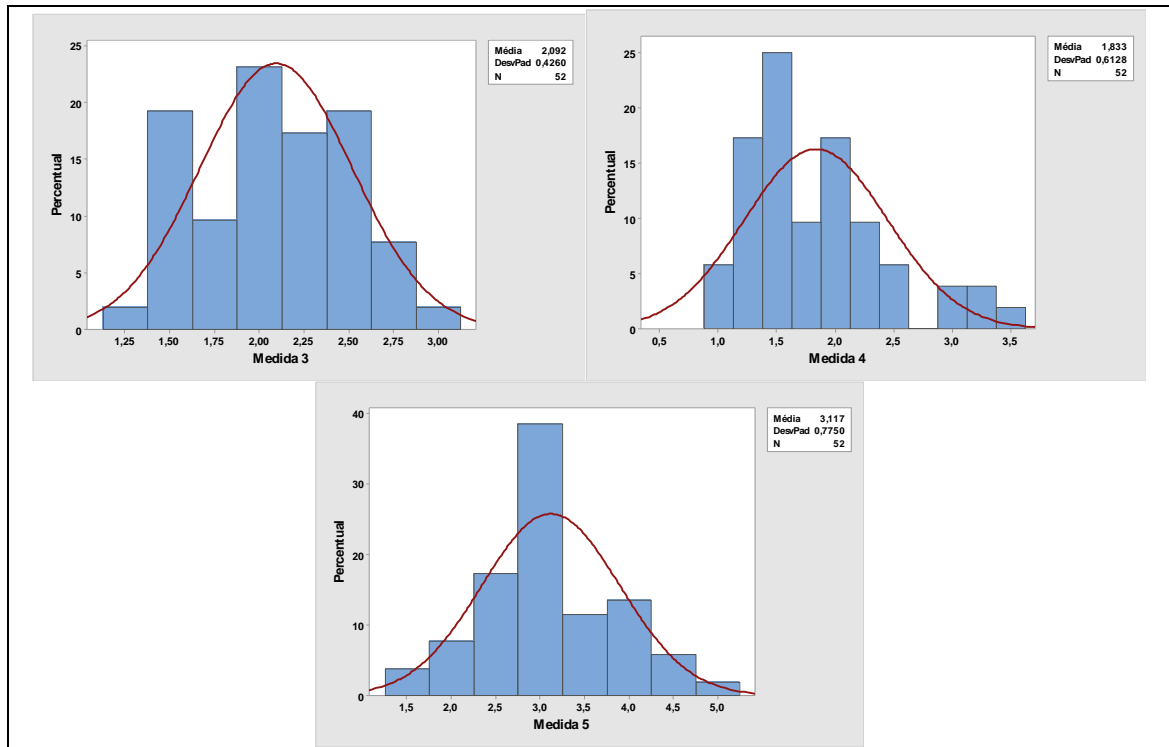 25
20
15
10
5
0
Percentual
1,25 1,50 1,75 2,00 2,25 2,50 2,75 3,00
Medida 3
Média 2,092
DesvPad 0,4260
N 52
25
20
15
10
5
0
Percentual
0,5 1,0 1,5 2,0 2,5 3,0 3,5
Medida 4
Média 1,833
DesvPad 0,6128
N 52
40
30
20
10
0
Percentual
1,5 2,0 2,5 3,0 3,5 4,0 4,5 5,0
Medida 5
Média 3,117
DesvPad 0,7750
N 52